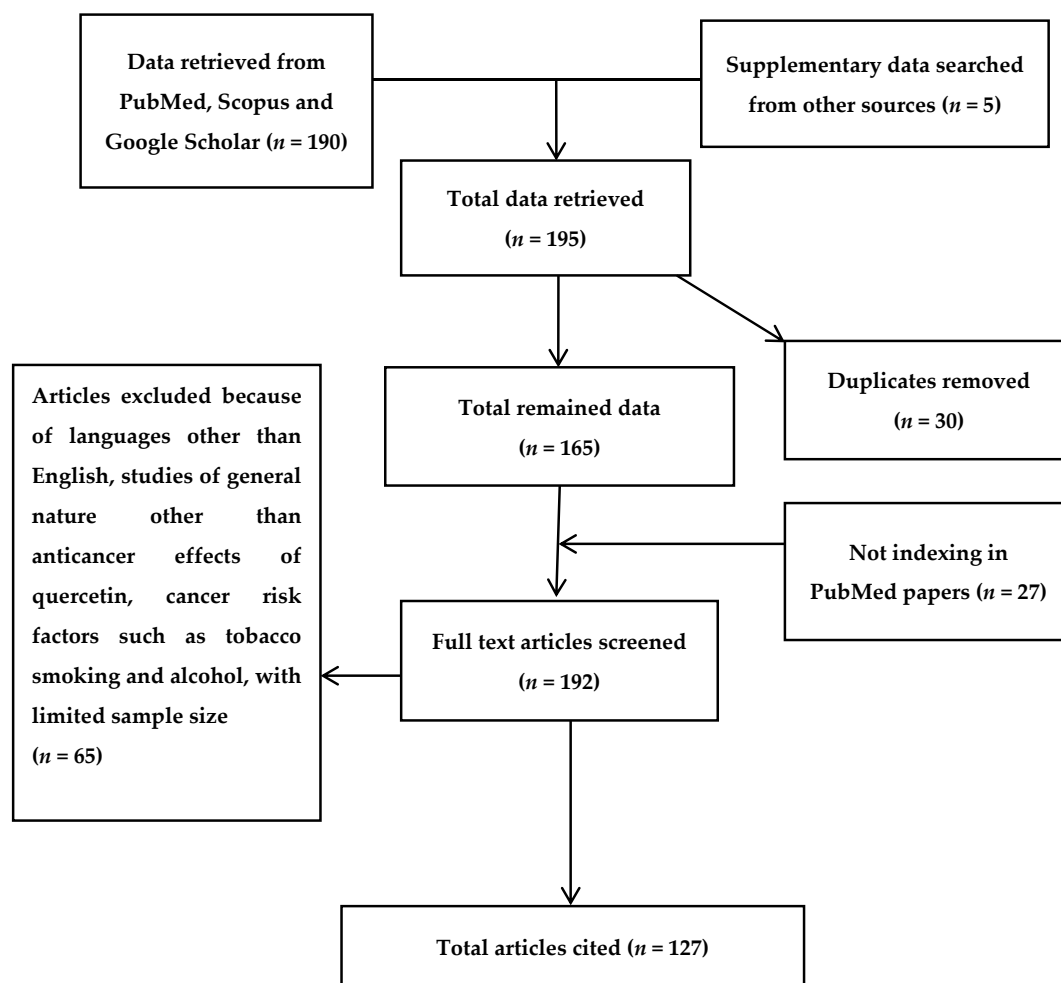 Data retrieved from
PubMed, Scopus and
Google Scholar (n = 190)
Supplementary data searched
from other sources (n = 5)
Total data retrieved
(n = 195)
Duplicates removed
(n = 30)
Total remained data
(n = 165)
Articles excluded because
of languages other than
English, studies of general
nature other than
anticancer effects of
quercetin, cancer risk
factors such as tobacco
smoking and alcohol, with
limited sample size
(n = 65)
Not indexing in
PubMed papers (n = 27)
Full text articles screened
(n = 192)
Total articles cited (n = 127)